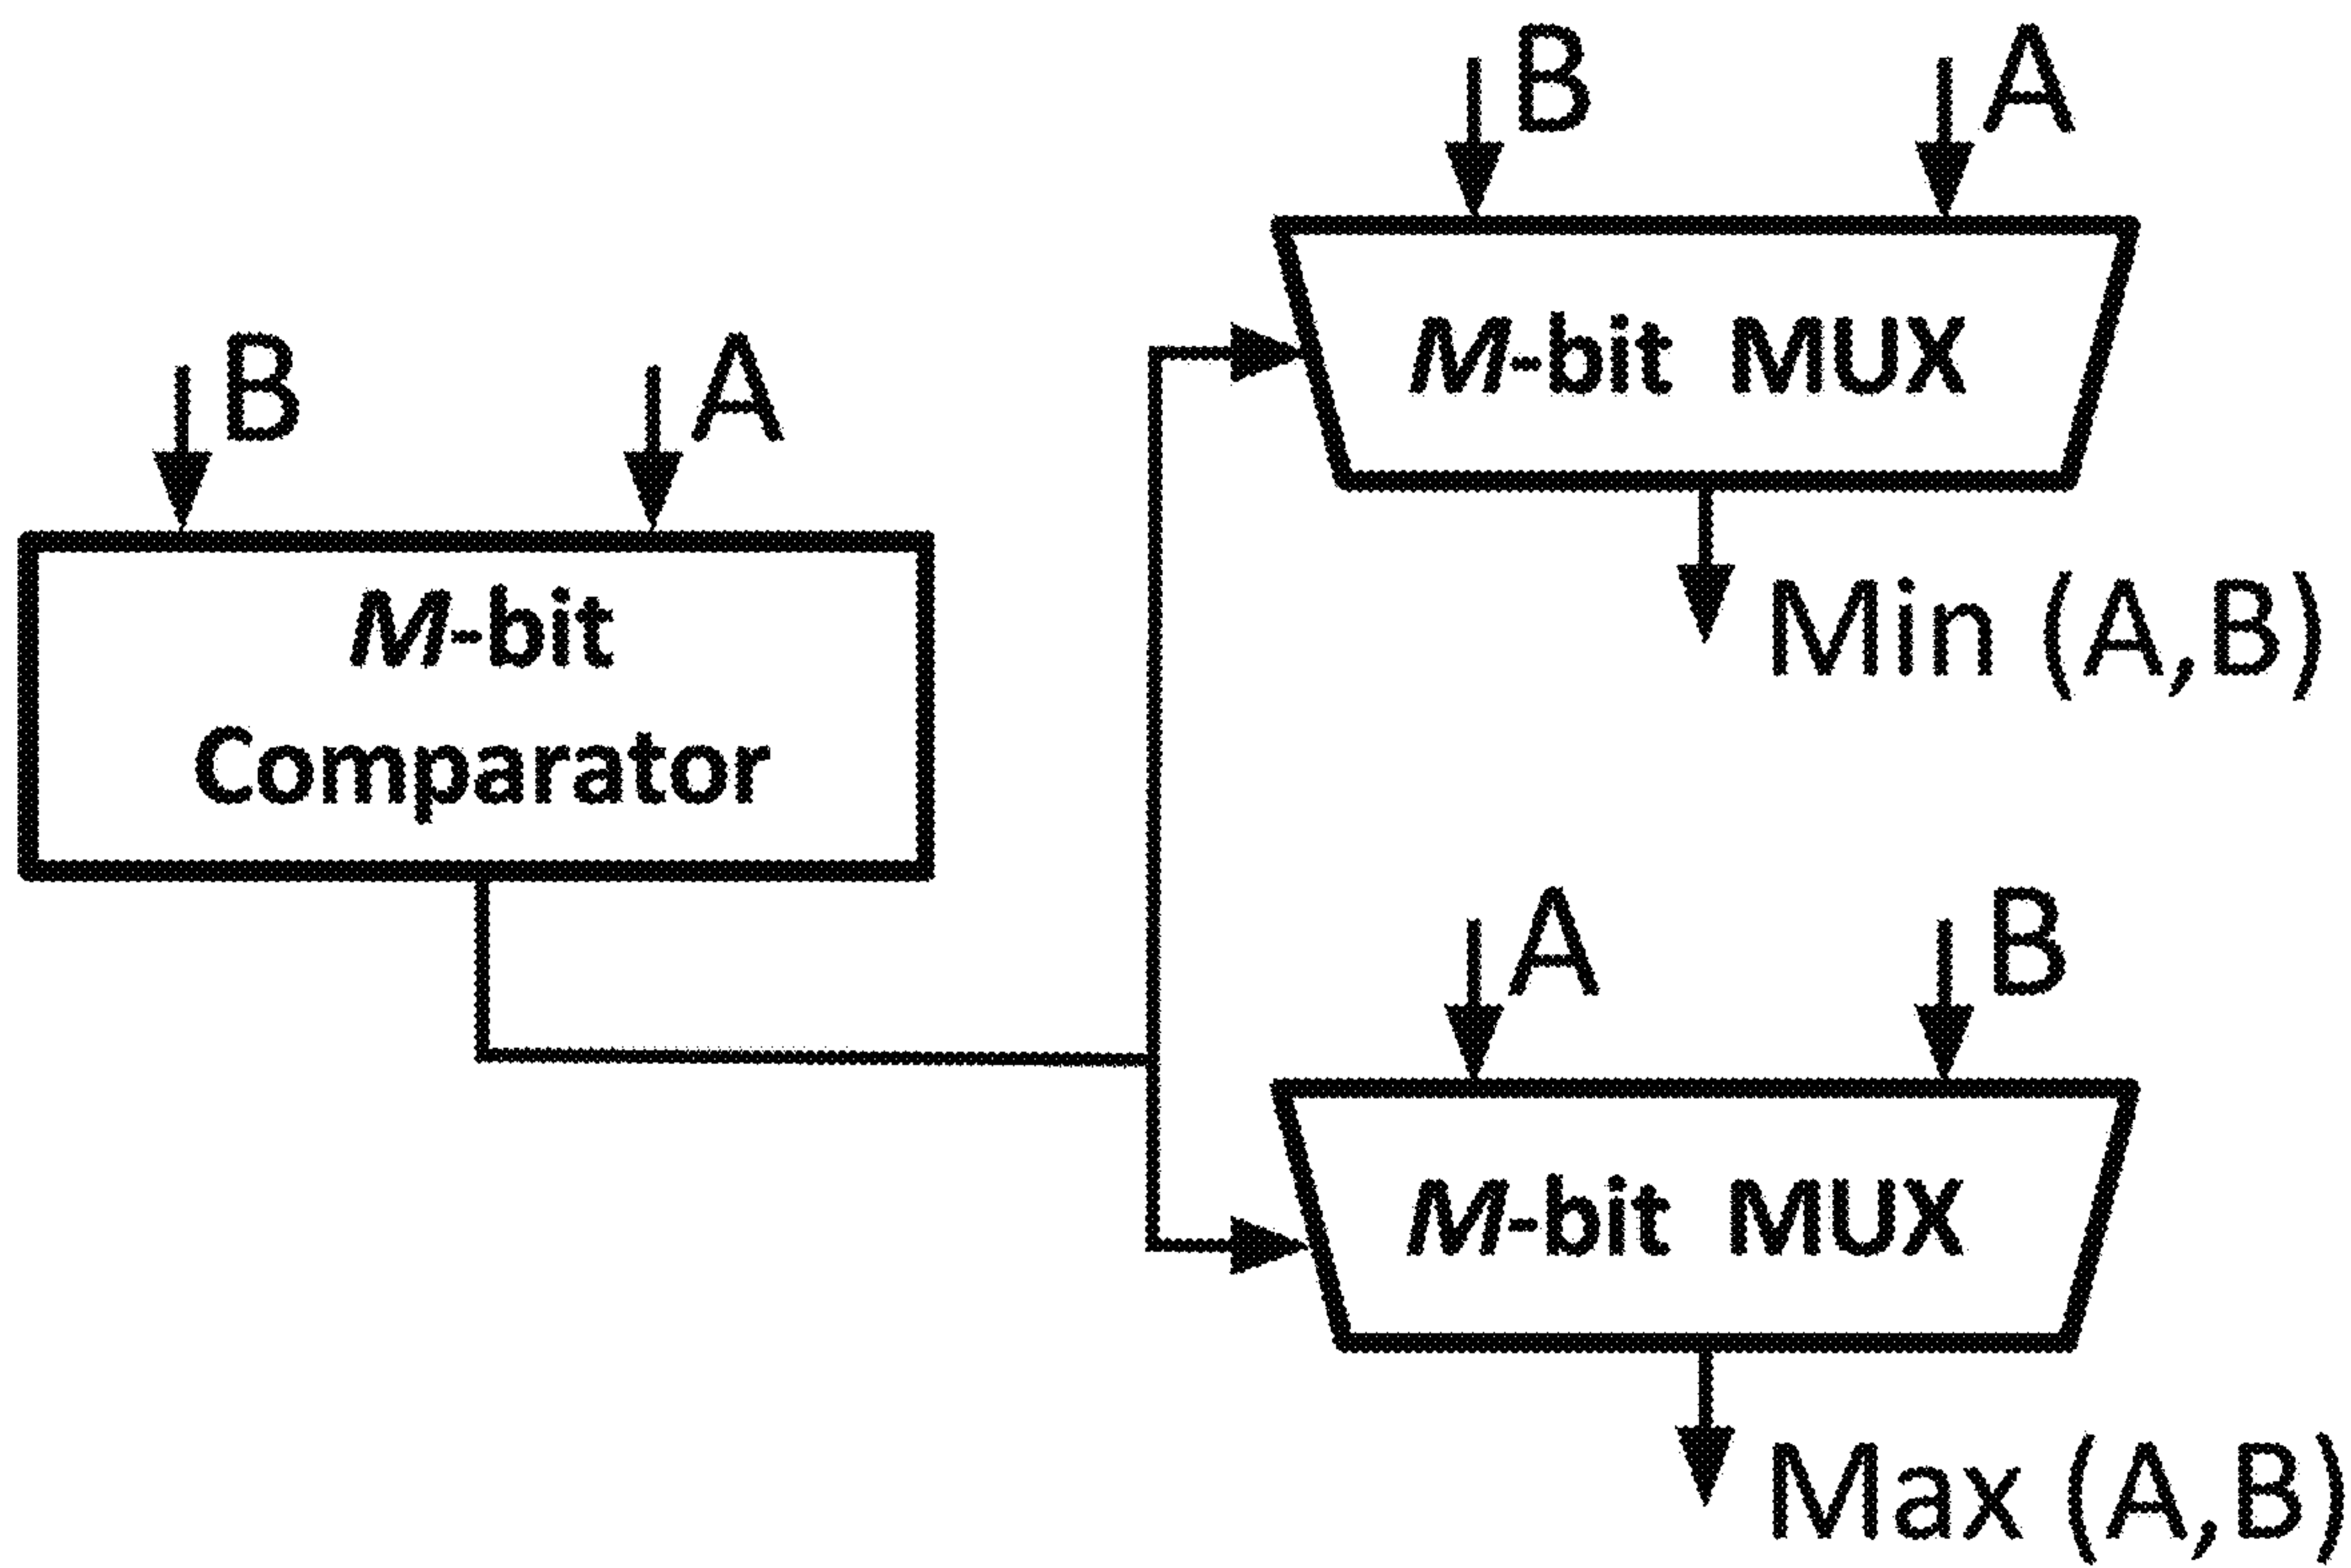 B A
M-bit MUX
Min (A,B)
B A
M-bit
Comparator
A B
M-bit MUX
Max (A,B)